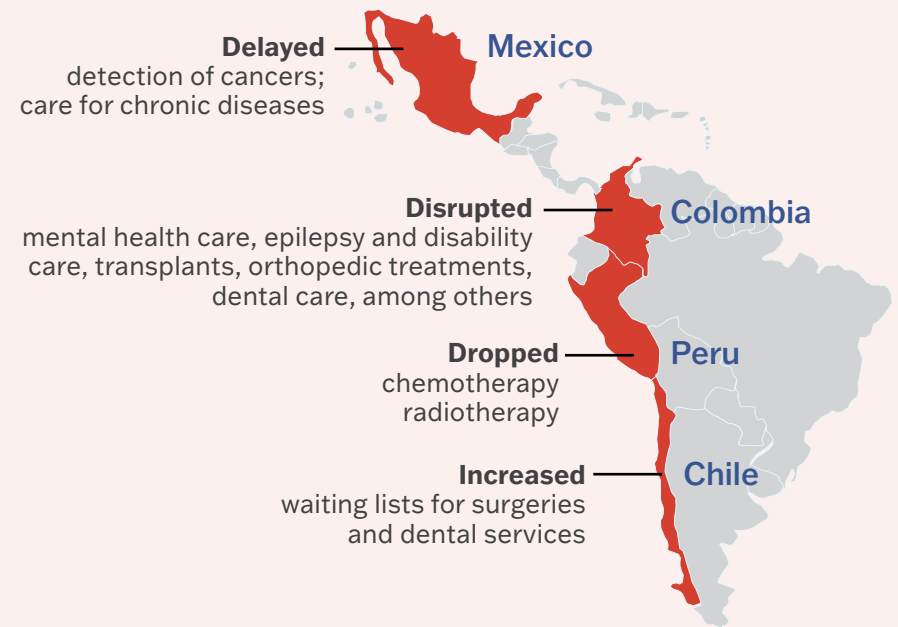 Mexico
Delayed
detection of cancers;
care for chronic diseases
Colombia
Disrupted
mental health care, epilepsy and disability
care, transplants, orthopedic treatments,
dental care, among others
Peru
Dropped
chemotherapy
radiotherapy
Chile
Increased
waiting lists for surgeries
and dental services